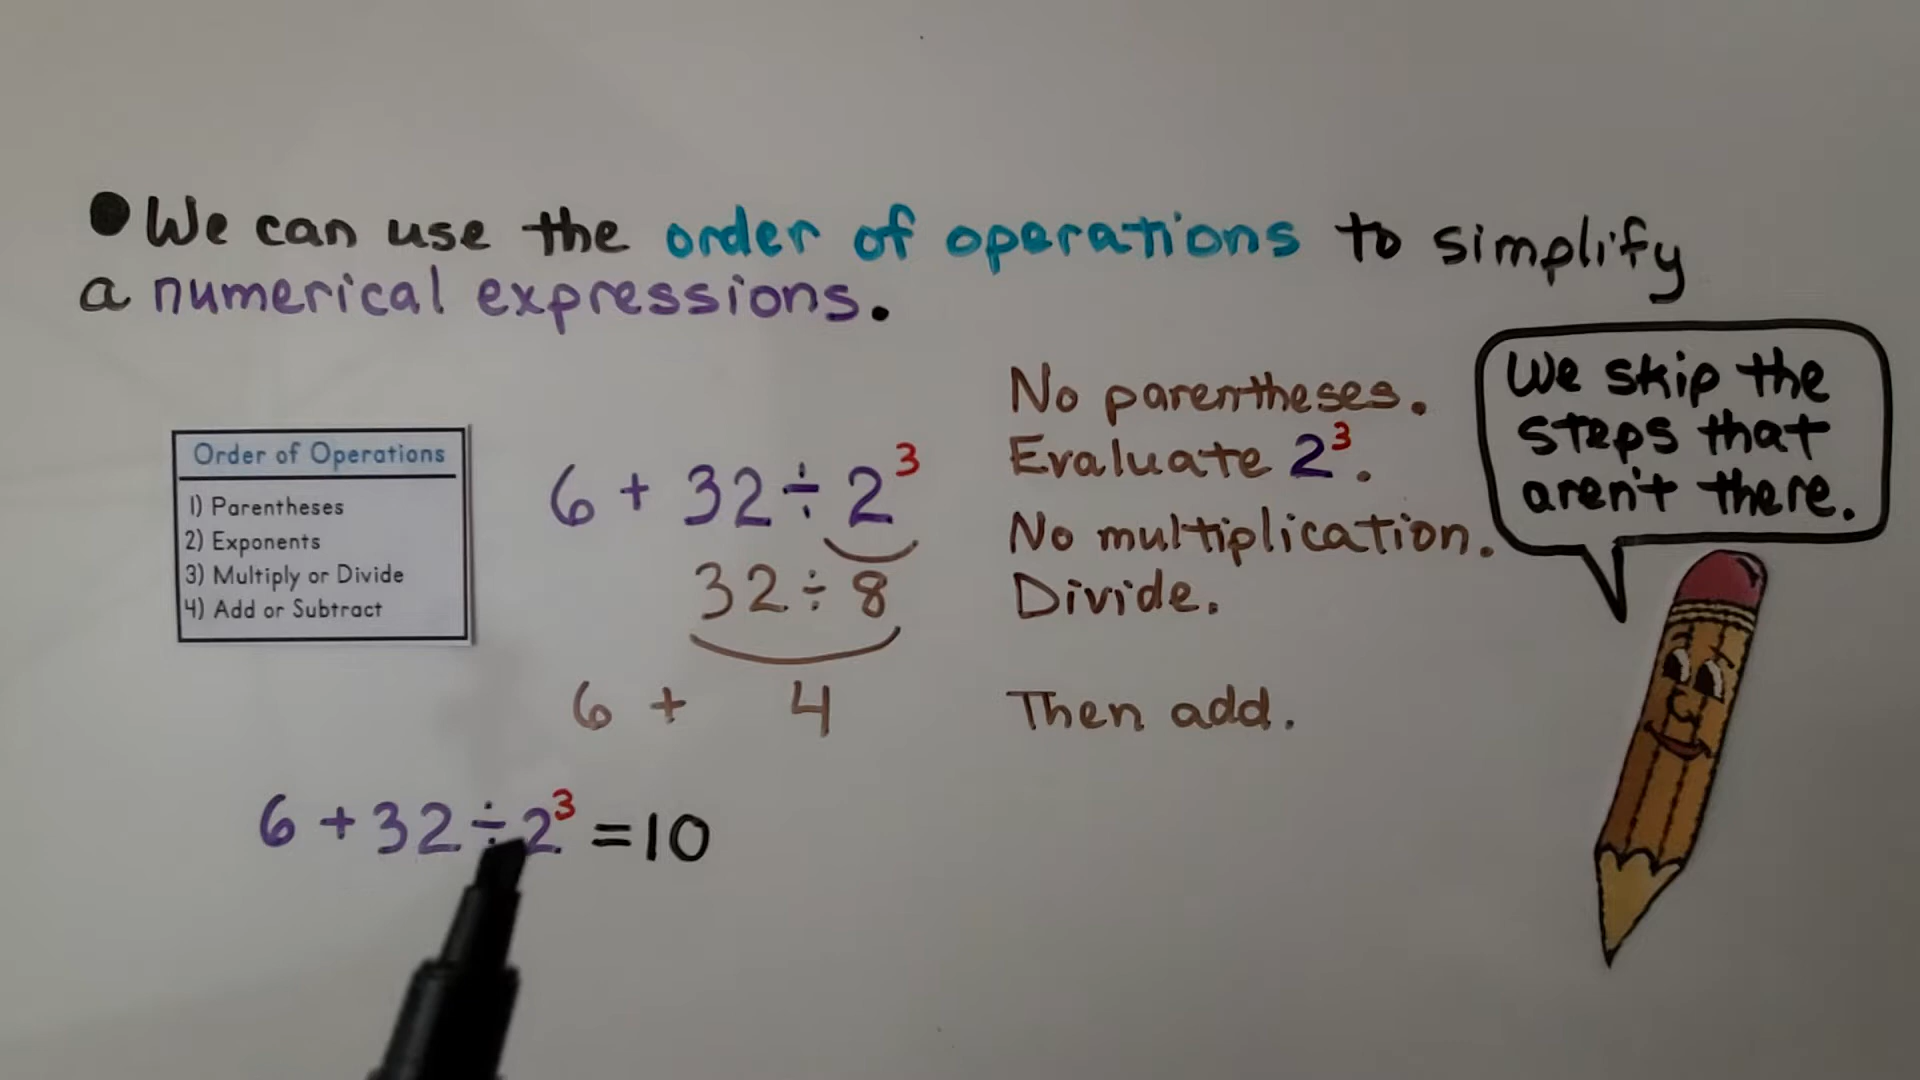 We can use the order of operations to simplify
a numerical expressions.
Order of Operations
1) Parentheses
2) Exponents
3) Multiply or Divide
4) Add or Subtract
6 + 32 ÷ 2³
32 ÷ 8
6 + 4
6 + 32 ÷ 2³ = 10
No parentheses.
Evaluate 2³.
No multiplication.
Divide.
Then add.
We skip the
steps that
aren't there.